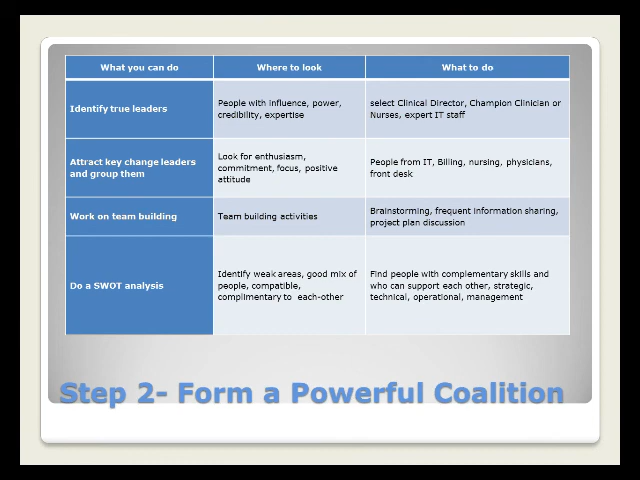 What you can do
Where to look
What to do
Identify true leaders
People with influence, power,
credibility, expertise
select Clinical Director, Champion Clinician or
Nurses, expert IT staff
Attract key change leaders
and group them
Look for enthusiasm,
commitment, focus, positive
attitude
People from IT, Billing, nursing, physicians,
front desk
Work on team building
Team building activities
Brainstorming, frequent information sharing,
project plan discussion
Do a SWOT analysis
Identify weak areas, good mix of
people, compatible,
complimentary to each-other
Find people with complementary skills and
who can support each other, strategic,
technical, operational, management
Step 2- Form a Powerful Coalition